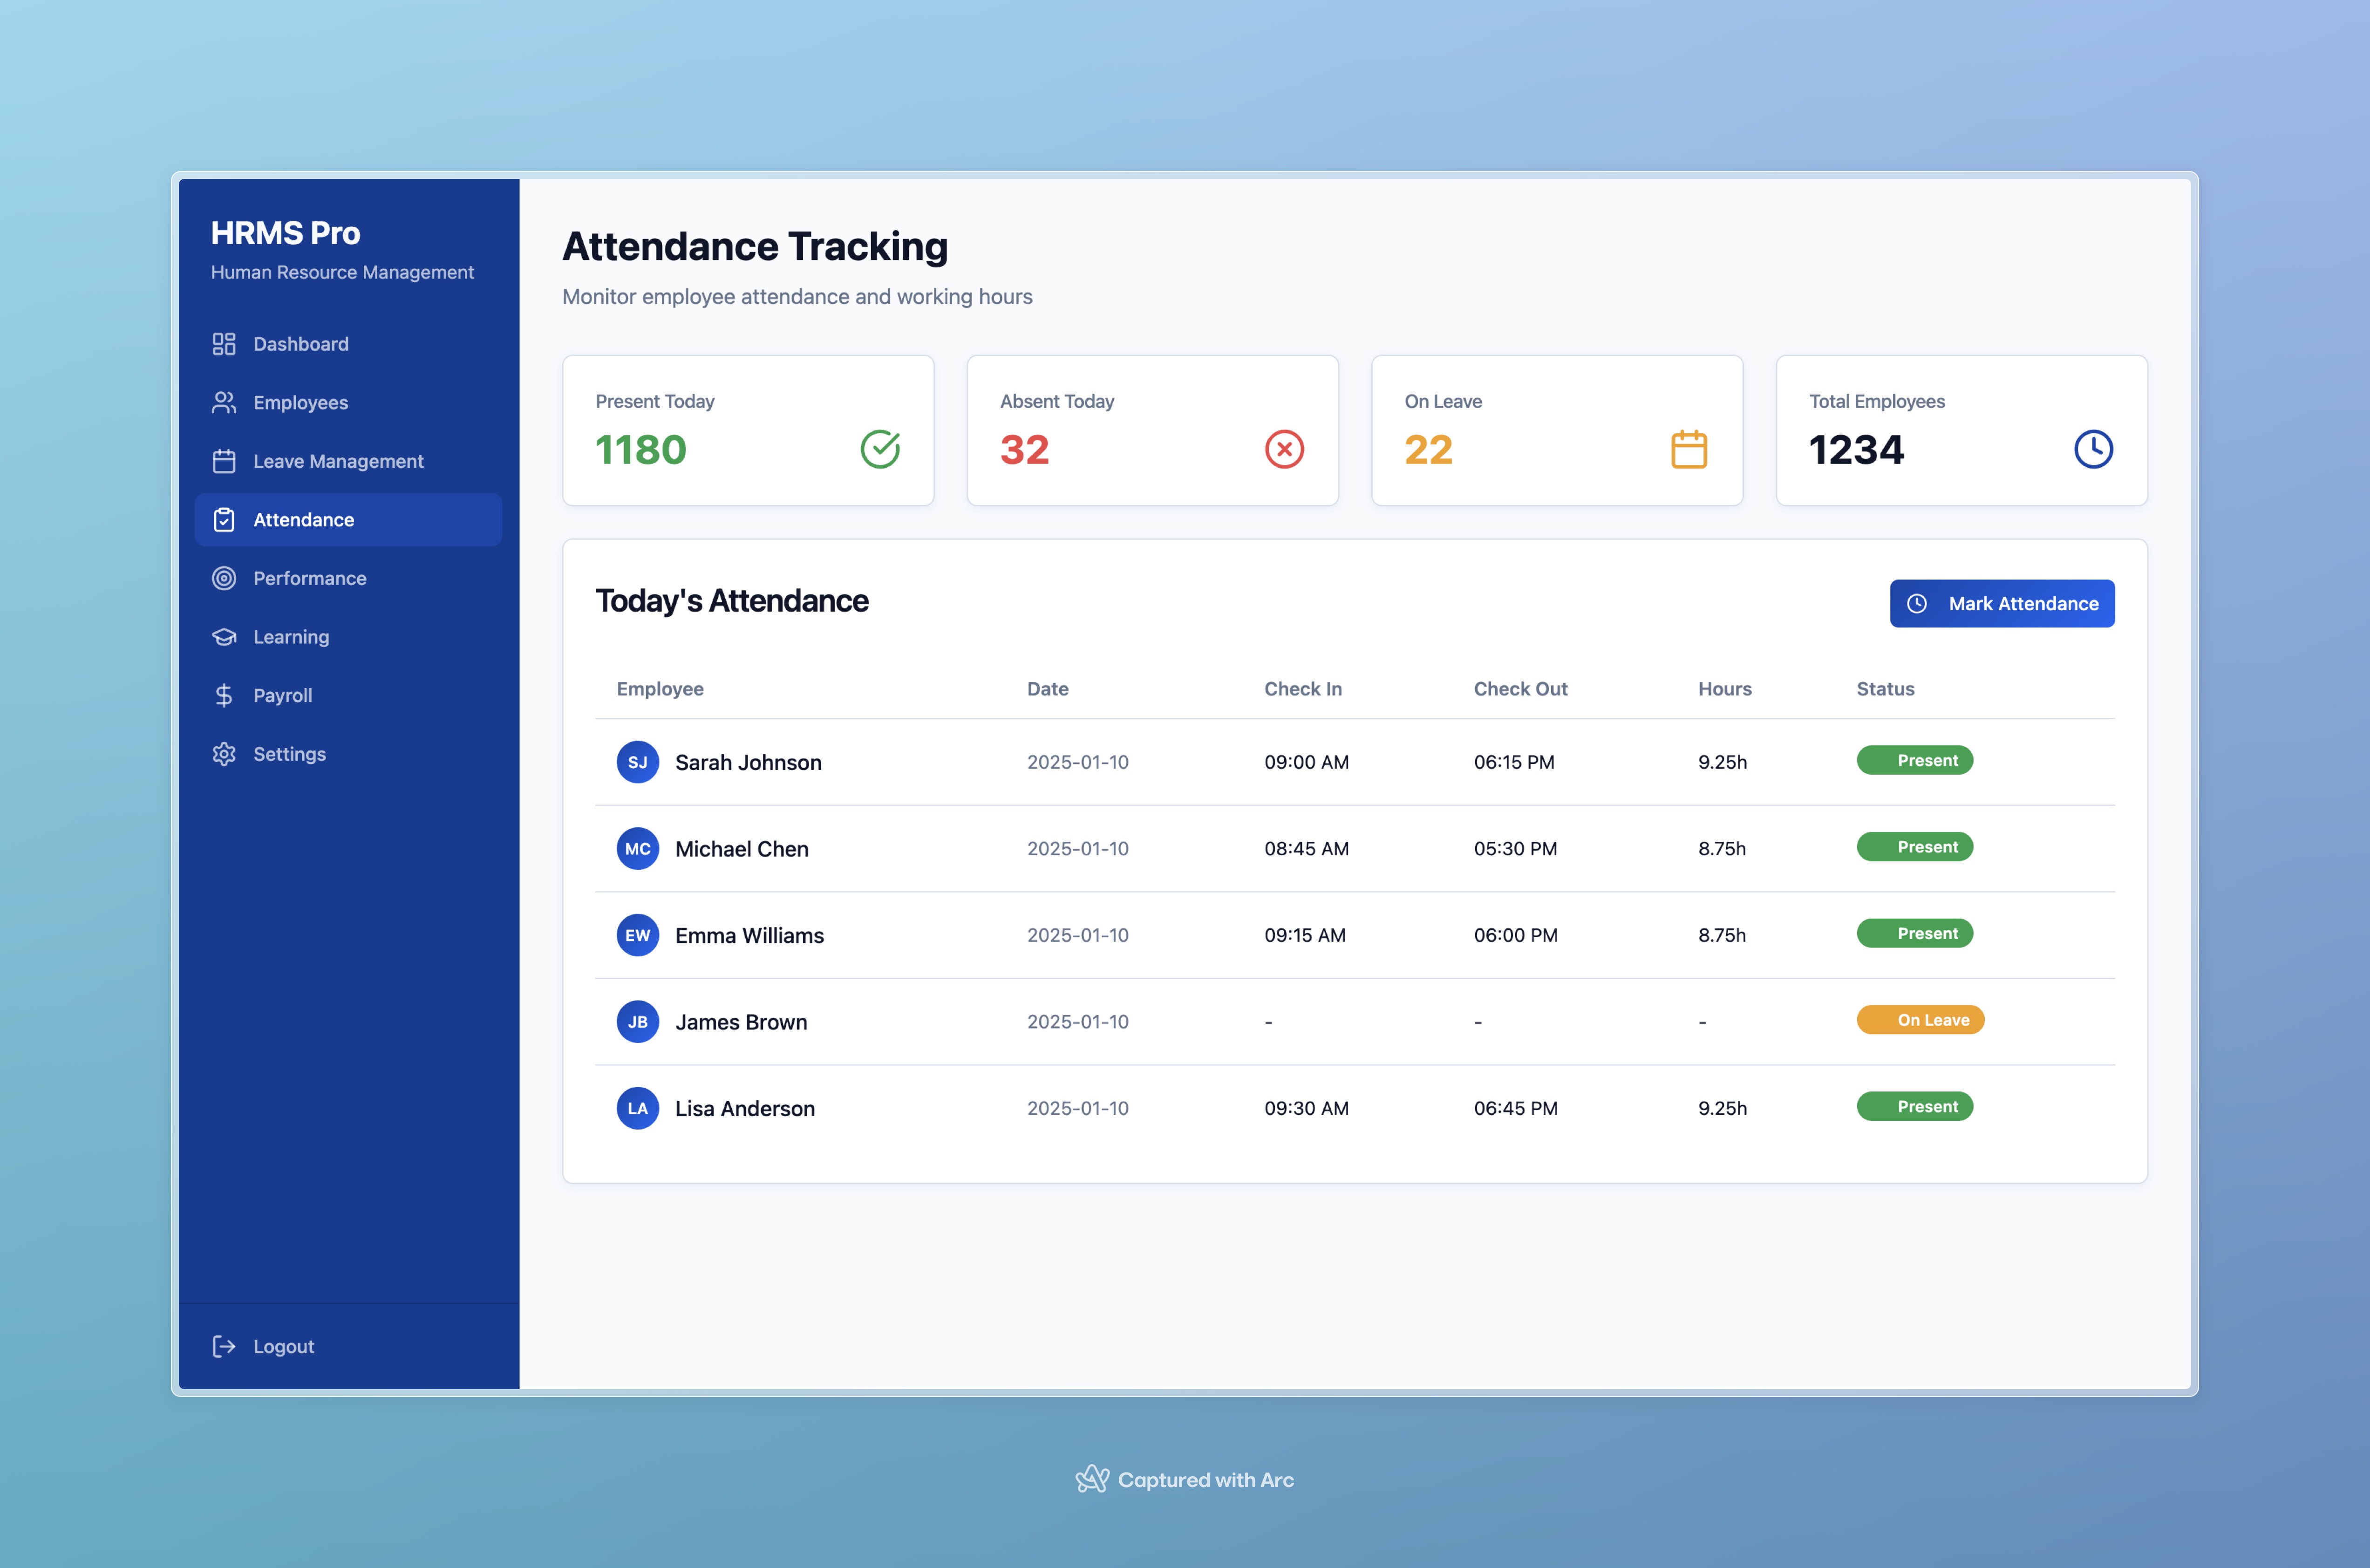 HRMS Pro
Human Resource Management
Dashboard
Employees
Leave Management
Attendance
Performance
Learning
Payroll
Settings
Logout
Attendance Tracking
Monitor employee attendance and working hours
Present Today
1180
Absent Today
32
On Leave
22
Total Employees
1234
Today's Attendance
Mark Attendance
Employee Date Check In Check Out Hours Status
SJ Sarah Johnson 2025-01-10 09:00 AM 06:15 PM 9.25h Present
MC Michael Chen 2025-01-10 08:45 AM 05:30 PM 8.75h Present
EW Emma Williams 2025-01-10 09:15 AM 06:00 PM 8.75h Present
JB James Brown 2025-01-10 - - - On Leave
LA Lisa Anderson 2025-01-10 09:30 AM 06:45 PM 9.25h Present
Captured with Arc